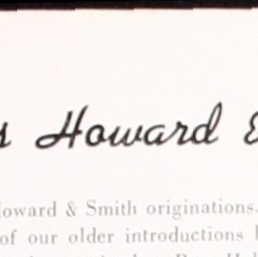 Howard &
Howard & Smith originations.
of our older introductions